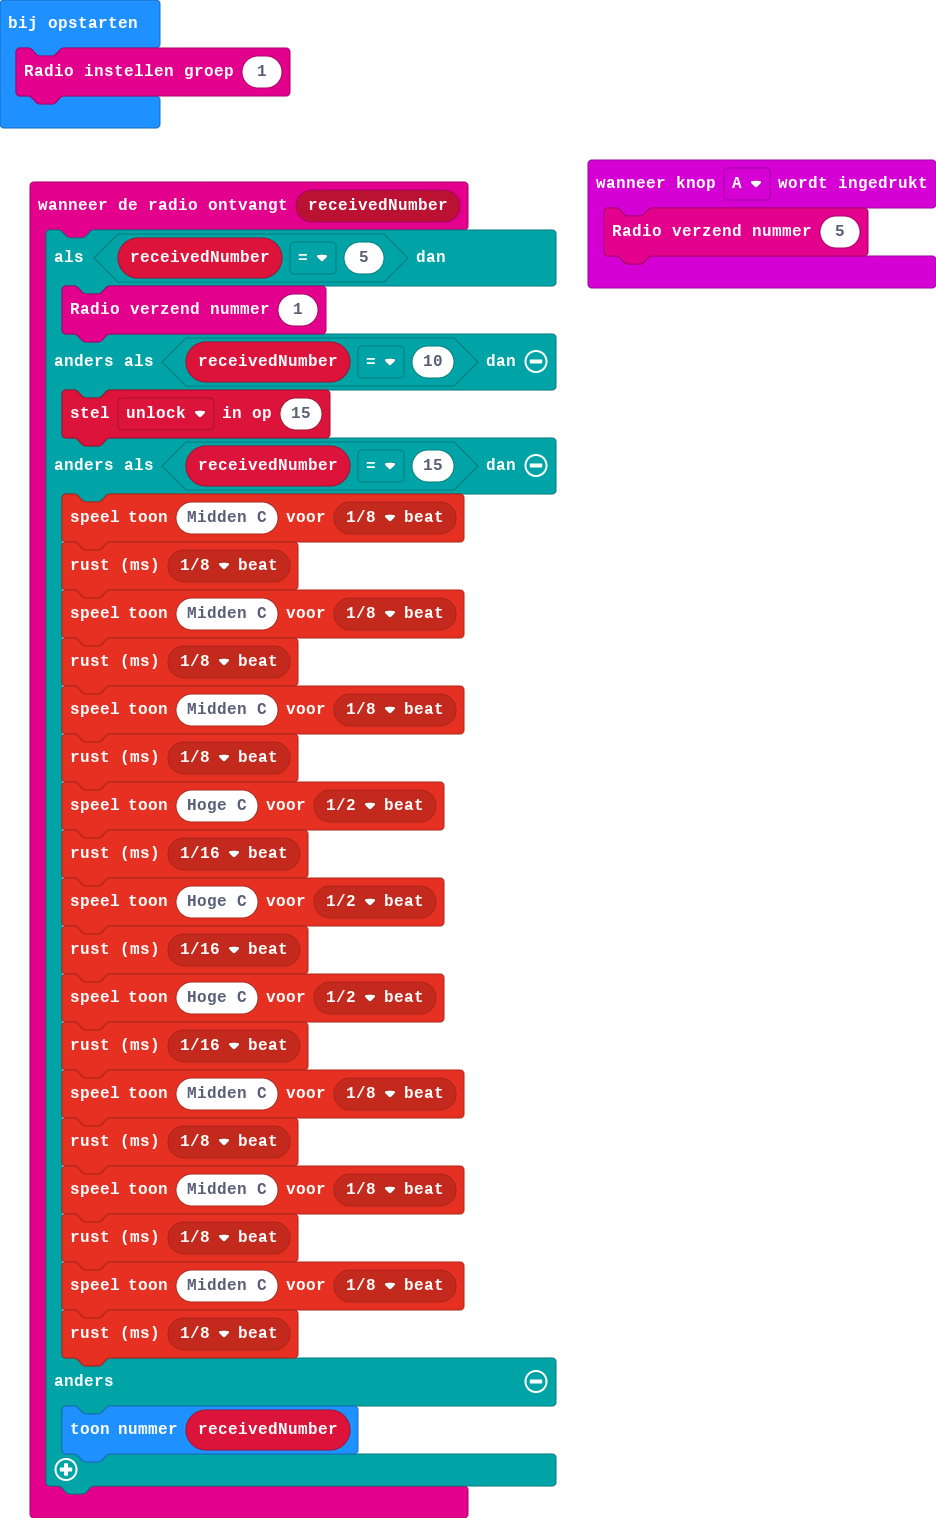 bij opstarten
Radio instellen groep 1
wanneer knop A wordt ingedrukt
Radio verzend nummer 5
wanneer de radio ontvangt receivedNumber
als receivedNumber = 5 dan
Radio verzend nummer 1
anders als receivedNumber = 10 dan
stel unlock in op 15
anders als receivedNumber = 15 dan
speel toon Midden C voor 1/8 beat
rust (ms) 1/8 beat
speel toon Midden C voor 1/8 beat
rust (ms) 1/8 beat
speel toon Midden C voor 1/8 beat
rust (ms) 1/8 beat
speel toon Hoge C voor 1/2 beat
rust (ms) 1/16 beat
speel toon Hoge C voor 1/2 beat
rust (ms) 1/16 beat
speel toon Hoge C voor 1/2 beat
rust (ms) 1/16 beat
speel toon Midden C voor 1/8 beat
rust (ms) 1/8 beat
speel toon Midden C voor 1/8 beat
rust (ms) 1/8 beat
speel toon Midden C voor 1/8 beat
rust (ms) 1/8 beat
anders
toon nummer receivedNumber